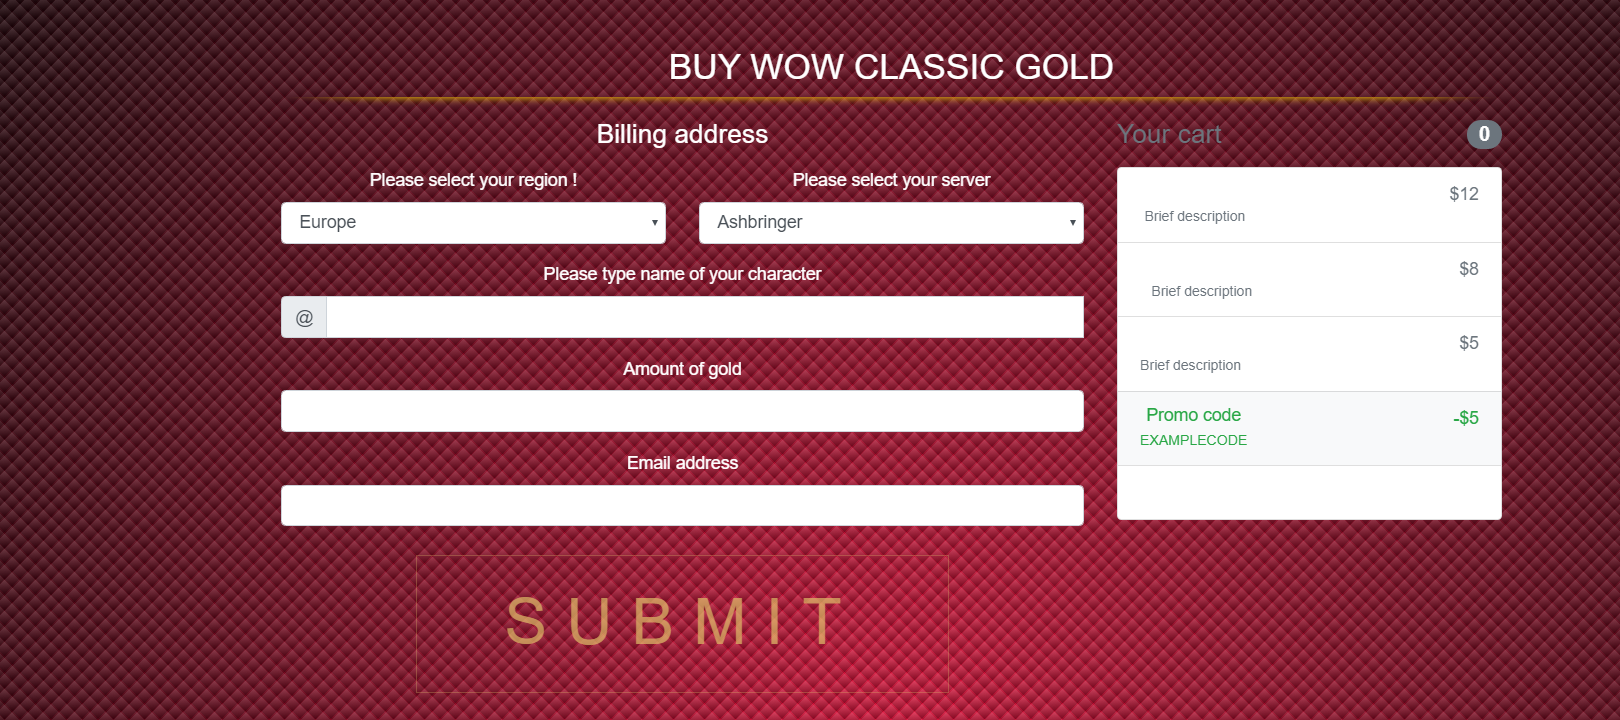 BUY WOW CLASSIC GOLD
Billing address
Please select your region !
Please select your server
Europe
Ashbringer
Please type name of your character
@
Amount of gold
Email address
SUBMIT
Your cart
0
$12
Brief description
$8
Brief description
$5
Brief description
Promo code
-$5
EXAMPLECODE